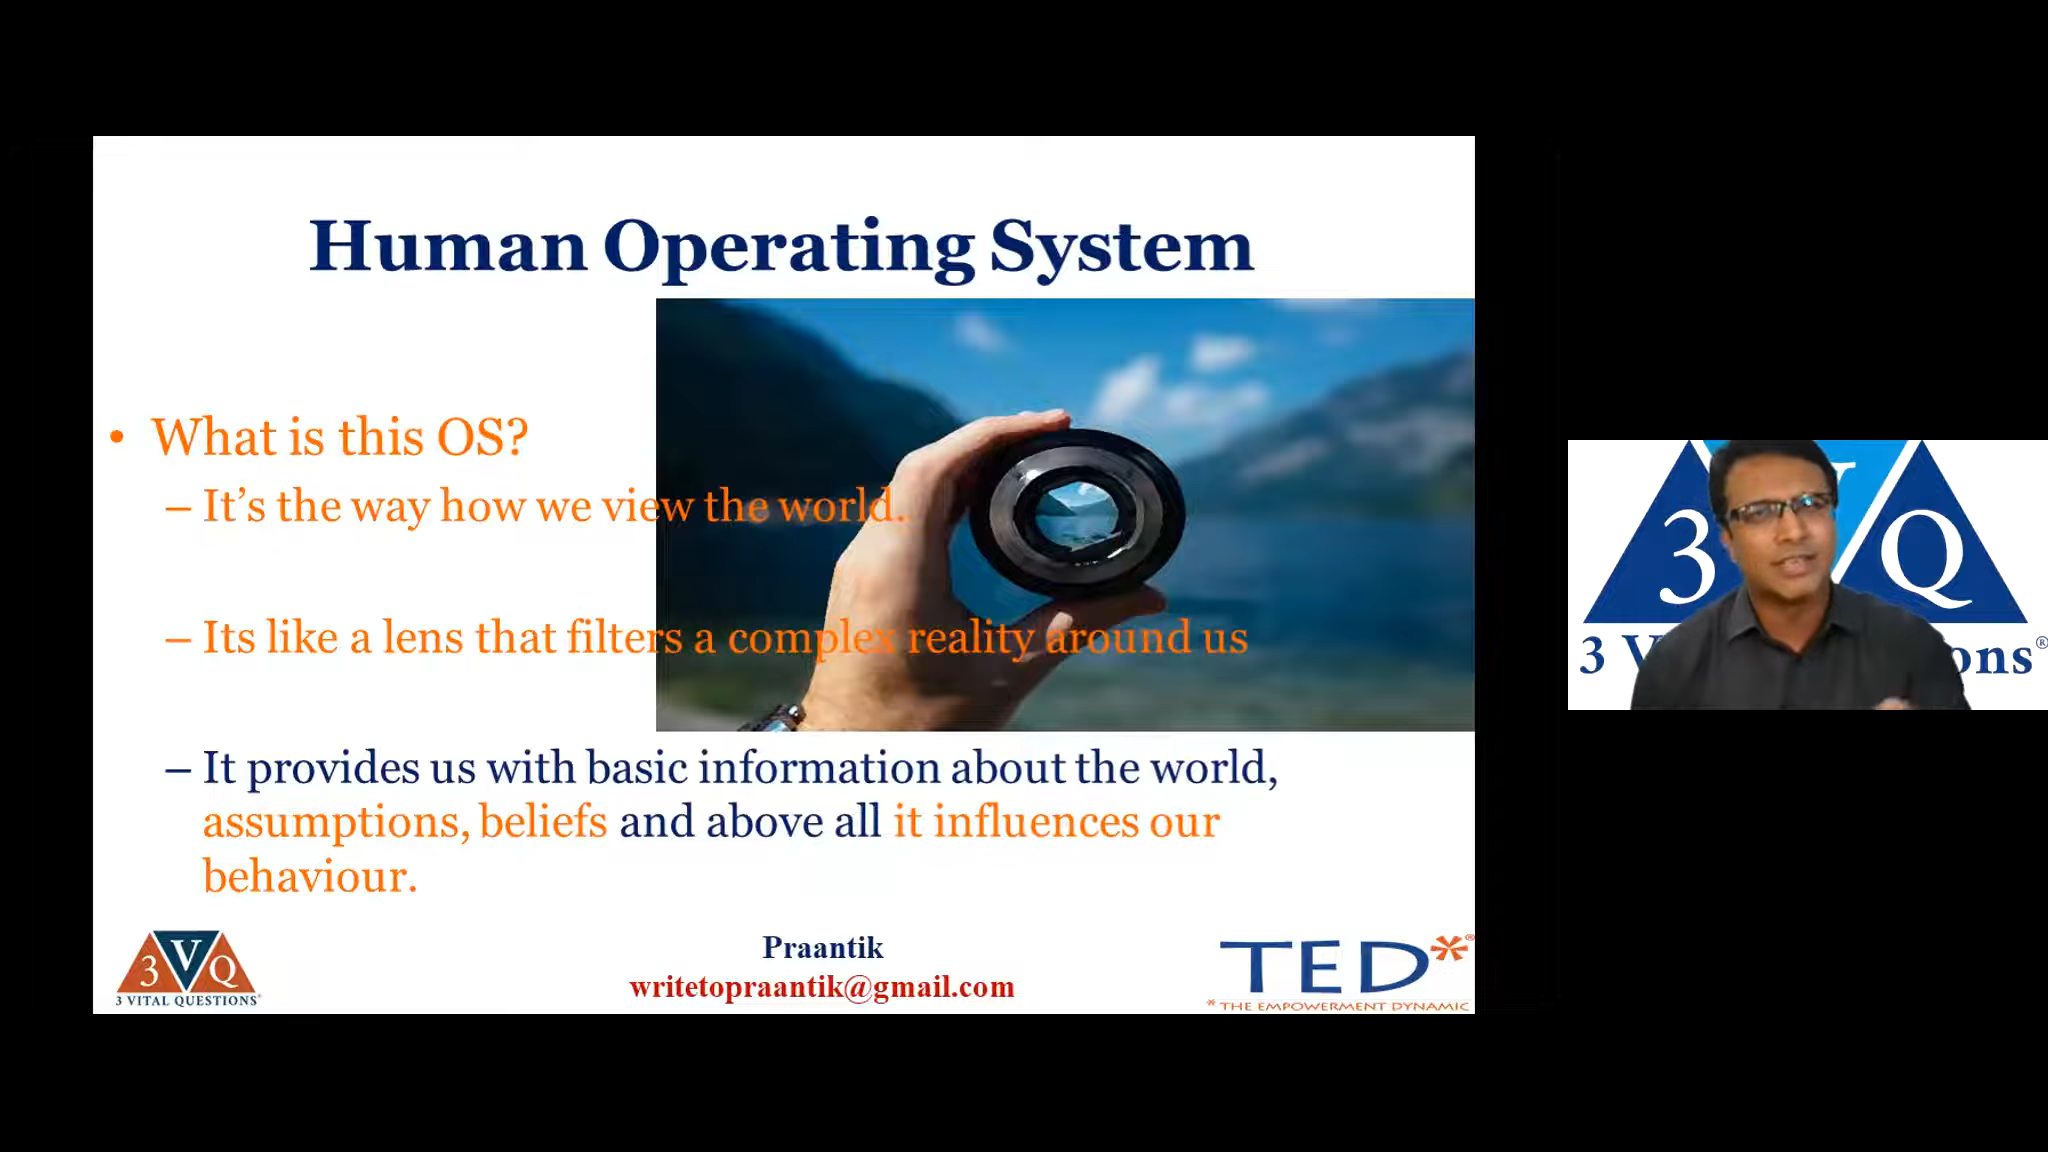 Human Operating System
• What is this OS?
– It’s the way how we view the world.
– Its like a lens that filters a complex reality around us
– It provides us with basic information about the world,
assumptions, beliefs and above all it influences our
behaviour.
3 V Q
3 VITAL QUESTIONS®
Praantik
writetopraantik@gmail.com
TED*®
* THE EMPOWERMENT DYNAMIC
3 V Q
3 V ons®